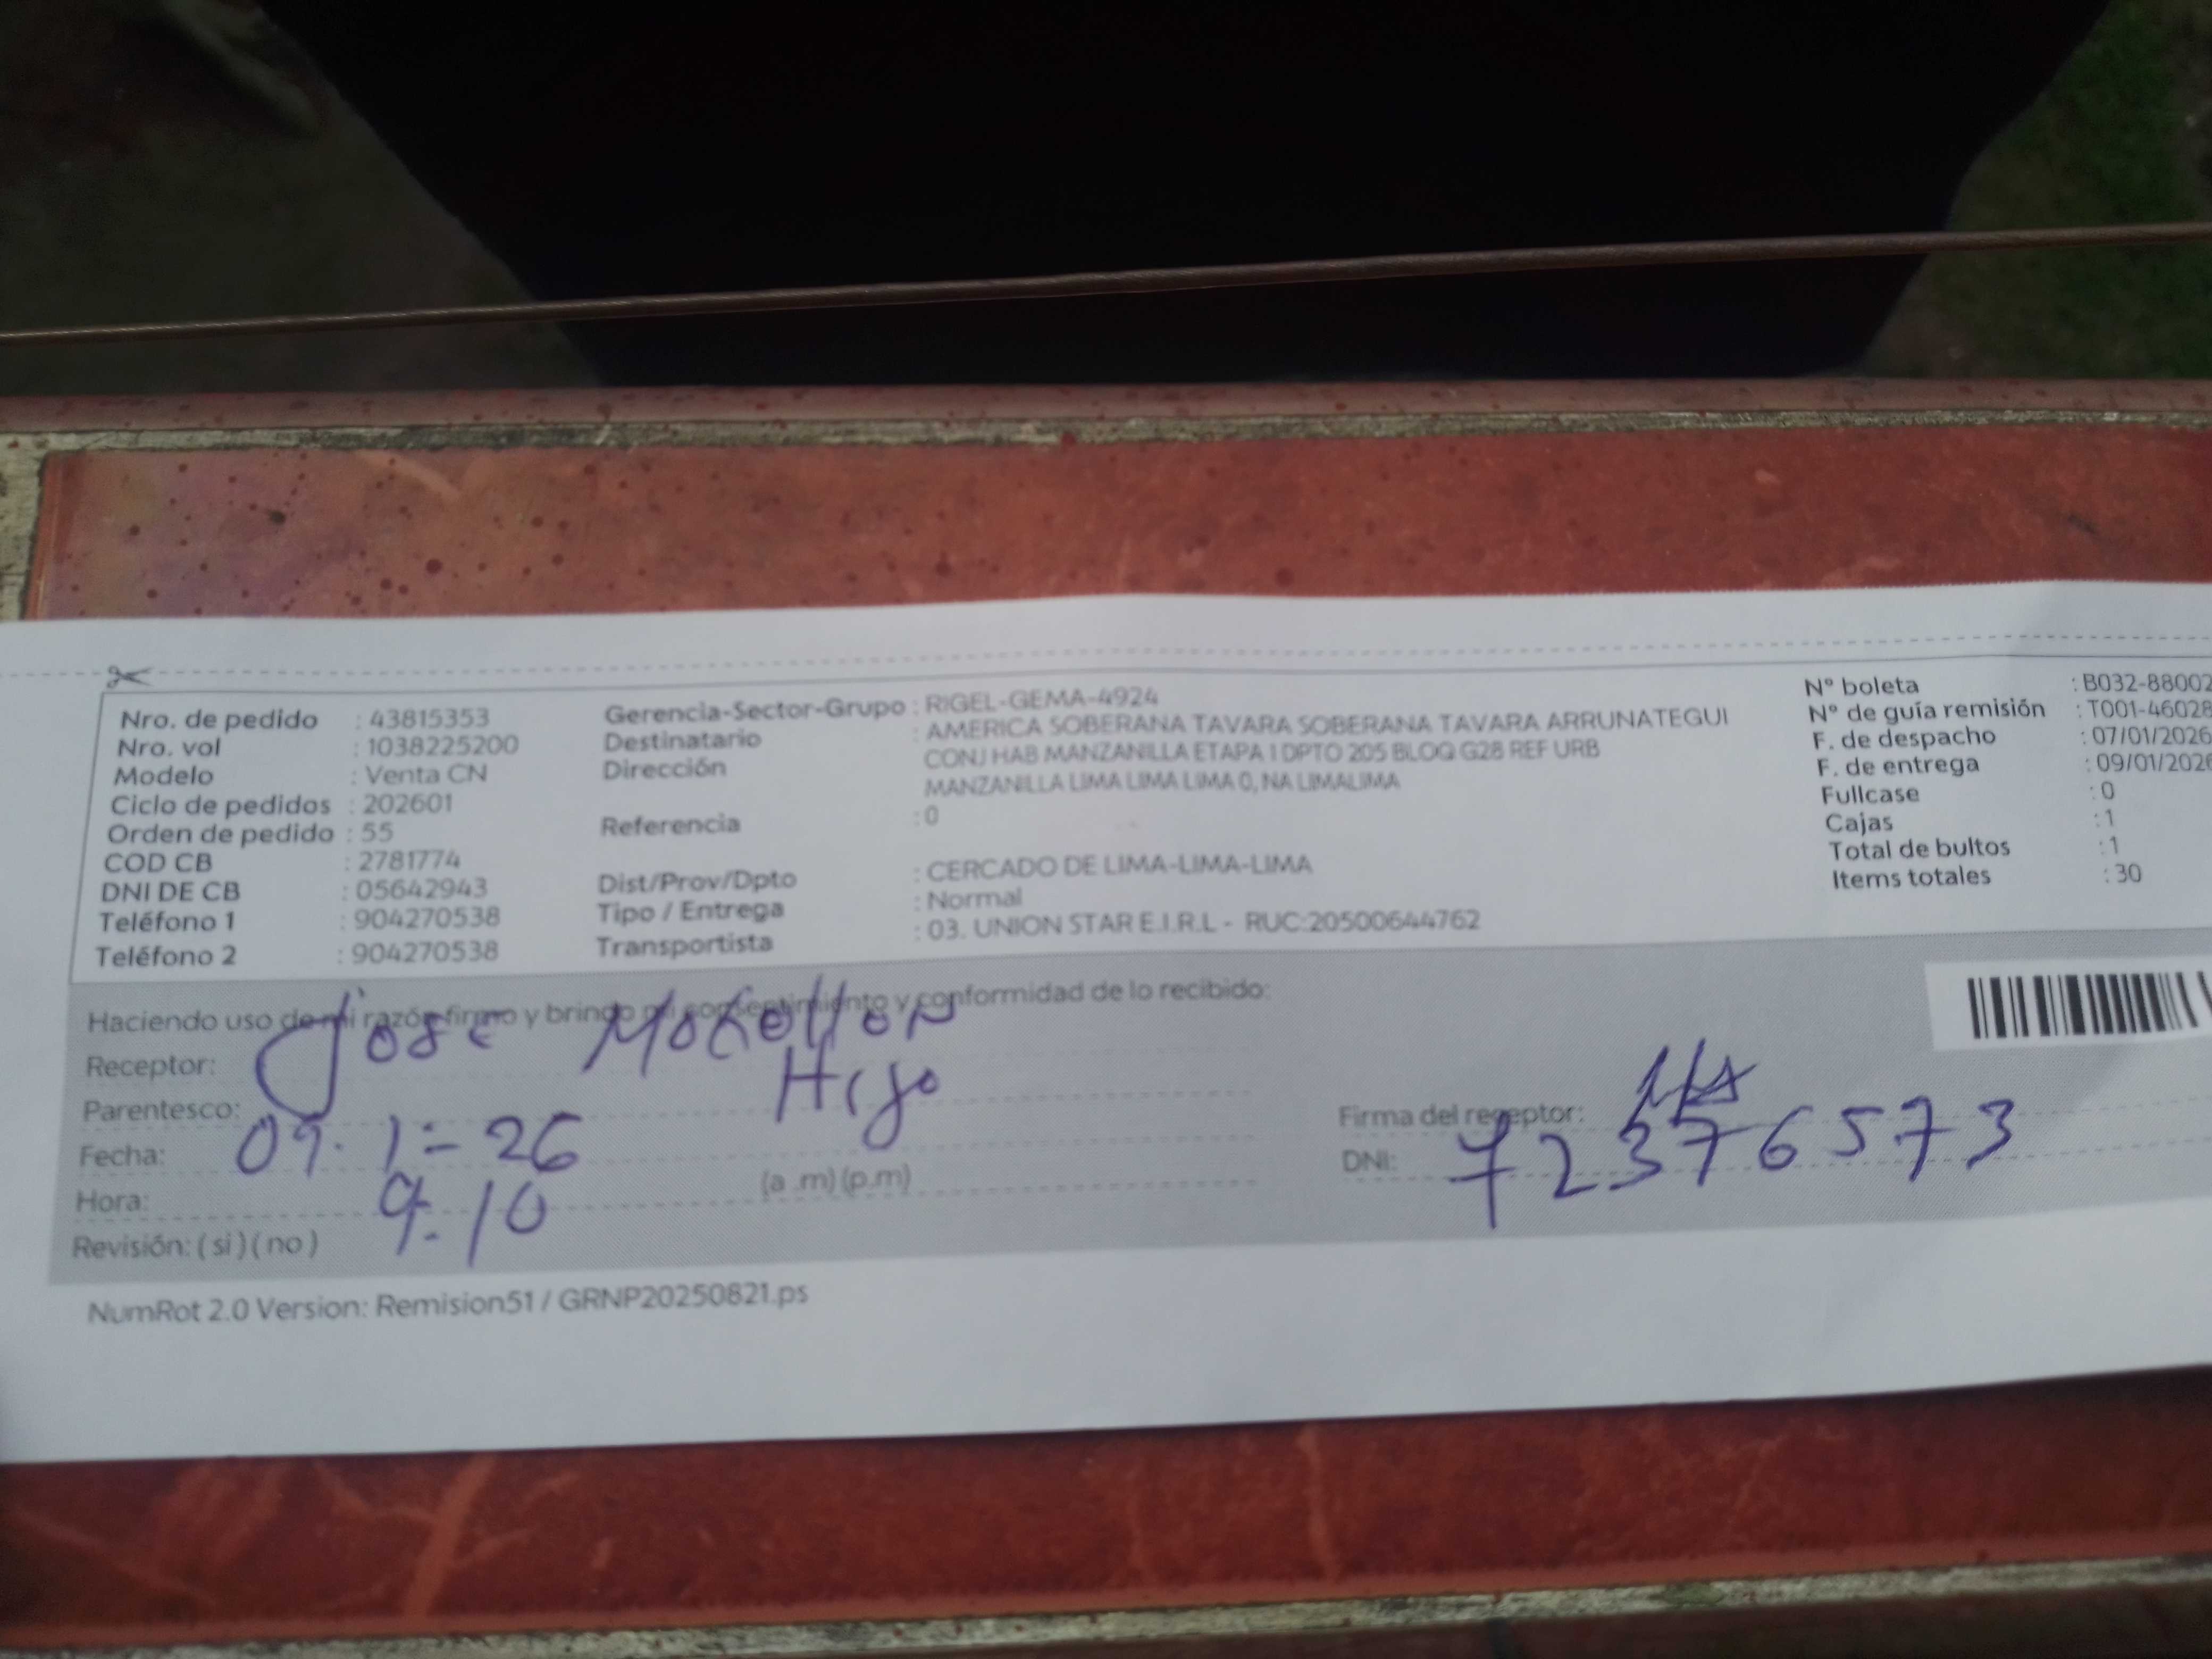 Nro. de pedido : 43815353
Nro. vol : 1038225200
Modelo : Venta CN
Ciclo de pedidos : 202601
Orden de pedido : 55
COD CB : 2781774
DNI DE CB : 05642943
Teléfono 1 : 904270538
Teléfono 2 : 904270538
Gerencia-Sector-Grupo : RIGEL-GEMA-4924
Destinatario : AMERICA SOBERANA TAVARA SOBERANA TAVARA ARRUNATEGUI
Dirección CONJ HAB MANZANILLA ETAPA I DPTO 205 BLOQ G28 REF URB
MANZANILLA LIMA LIMA LIMA 0, NA LIMALIMA
Referencia : 0
Dist/Prov/Dpto : CERCADO DE LIMA-LIMA-LIMA
Tipo / Entrega : Normal
Transportista : 03. UNION STAR E.I.R.L - RUC:20500644762
N° boleta : B032-88002
N° de guía remisión : T001-46028
F. de despacho : 07/01/2026
F. de entrega : 09/01/2026
Fullcase : 0
Cajas : 1
Total de bultos : 1
Items totales : 30
Haciendo uso de mi razón firmo y brindo mi consentimiento y conformidad de lo recibido:
Receptor: Jose Mogollon
Parentesco: Hijo
Fecha: 09. 1 - 26
Hora: 9:10 (a .m) (p.m)
Revisión: ( si ) ( no )
Firma del receptor:
DNI: 72376573
NumRot 2.0 Version: Remision51 / GRNP20250821.ps